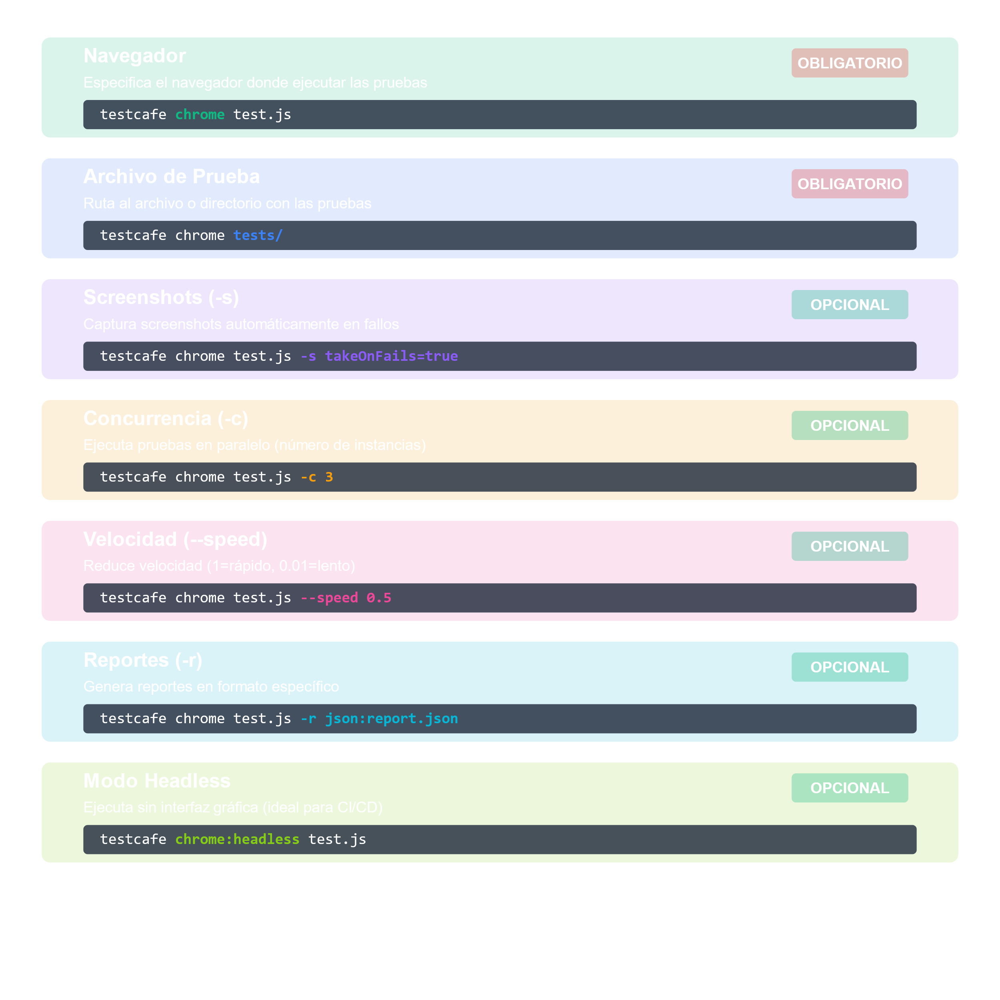 Navegador
OBLIGATORIO
Especifica el navegador donde ejecutar las pruebas
testcafe chrome test.js
Archivo de Prueba
OBLIGATORIO
Ruta al archivo o directorio con las pruebas
testcafe chrome tests/
Screenshots (-s)
OPCIONAL
Captura screenshots automáticamente en fallos
testcafe chrome test.js -s takeOnFails=true
Concurrencia (-c)
OPCIONAL
Ejecuta pruebas en paralelo (número de instancias)
testcafe chrome test.js -c 3
Velocidad (--speed)
OPCIONAL
Reduce velocidad (1=rápido, 0.01=lento)
testcafe chrome test.js --speed 0.5
Reportes (-r)
OPCIONAL
Genera reportes en formato específico
testcafe chrome test.js -r json:report.json
Modo Headless
OPCIONAL
Ejecuta sin interfaz gráfica (ideal para CI/CD)
testcafe chrome:headless test.js